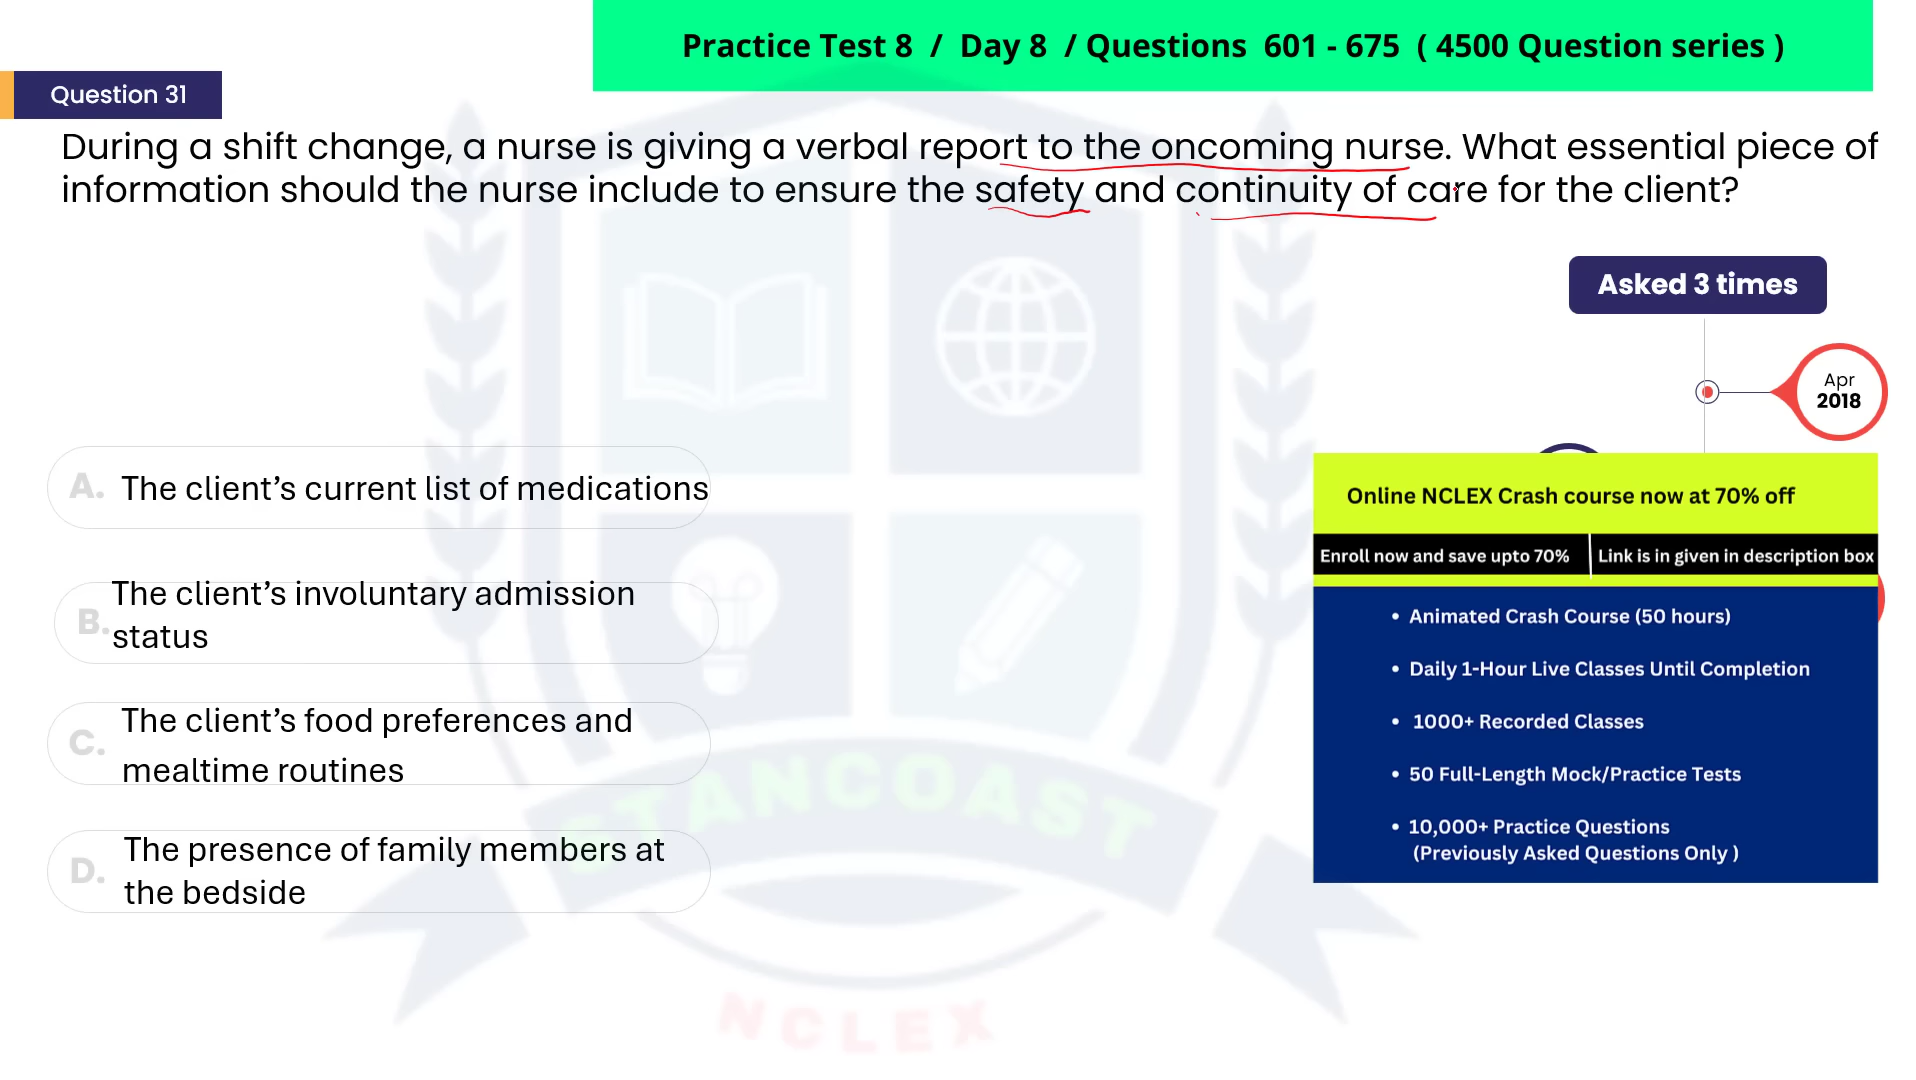 Practice Test 8 / Day 8 / Questions 601 - 675 ( 4500 Question series )
Question 31
During a shift change, a nurse is giving a verbal report to the oncoming nurse. What essential piece of
information should the nurse include to ensure the safety and continuity of care for the client?
Asked 3 times
Apr
2018
A. The client’s current list of medications
B. The client’s involuntary admission
status
C. The client’s food preferences and
mealtime routines
D. The presence of family members at
the bedside
Online NCLEX Crash course now at 70% off
Enroll now and save upto 70% Link is in given in description box
• Animated Crash Course (50 hours)
• Daily 1-Hour Live Classes Until Completion
• 1000+ Recorded Classes
• 50 Full-Length Mock/Practice Tests
• 10,000+ Practice Questions
(Previously Asked Questions Only )
STANCOAST
NCLEX